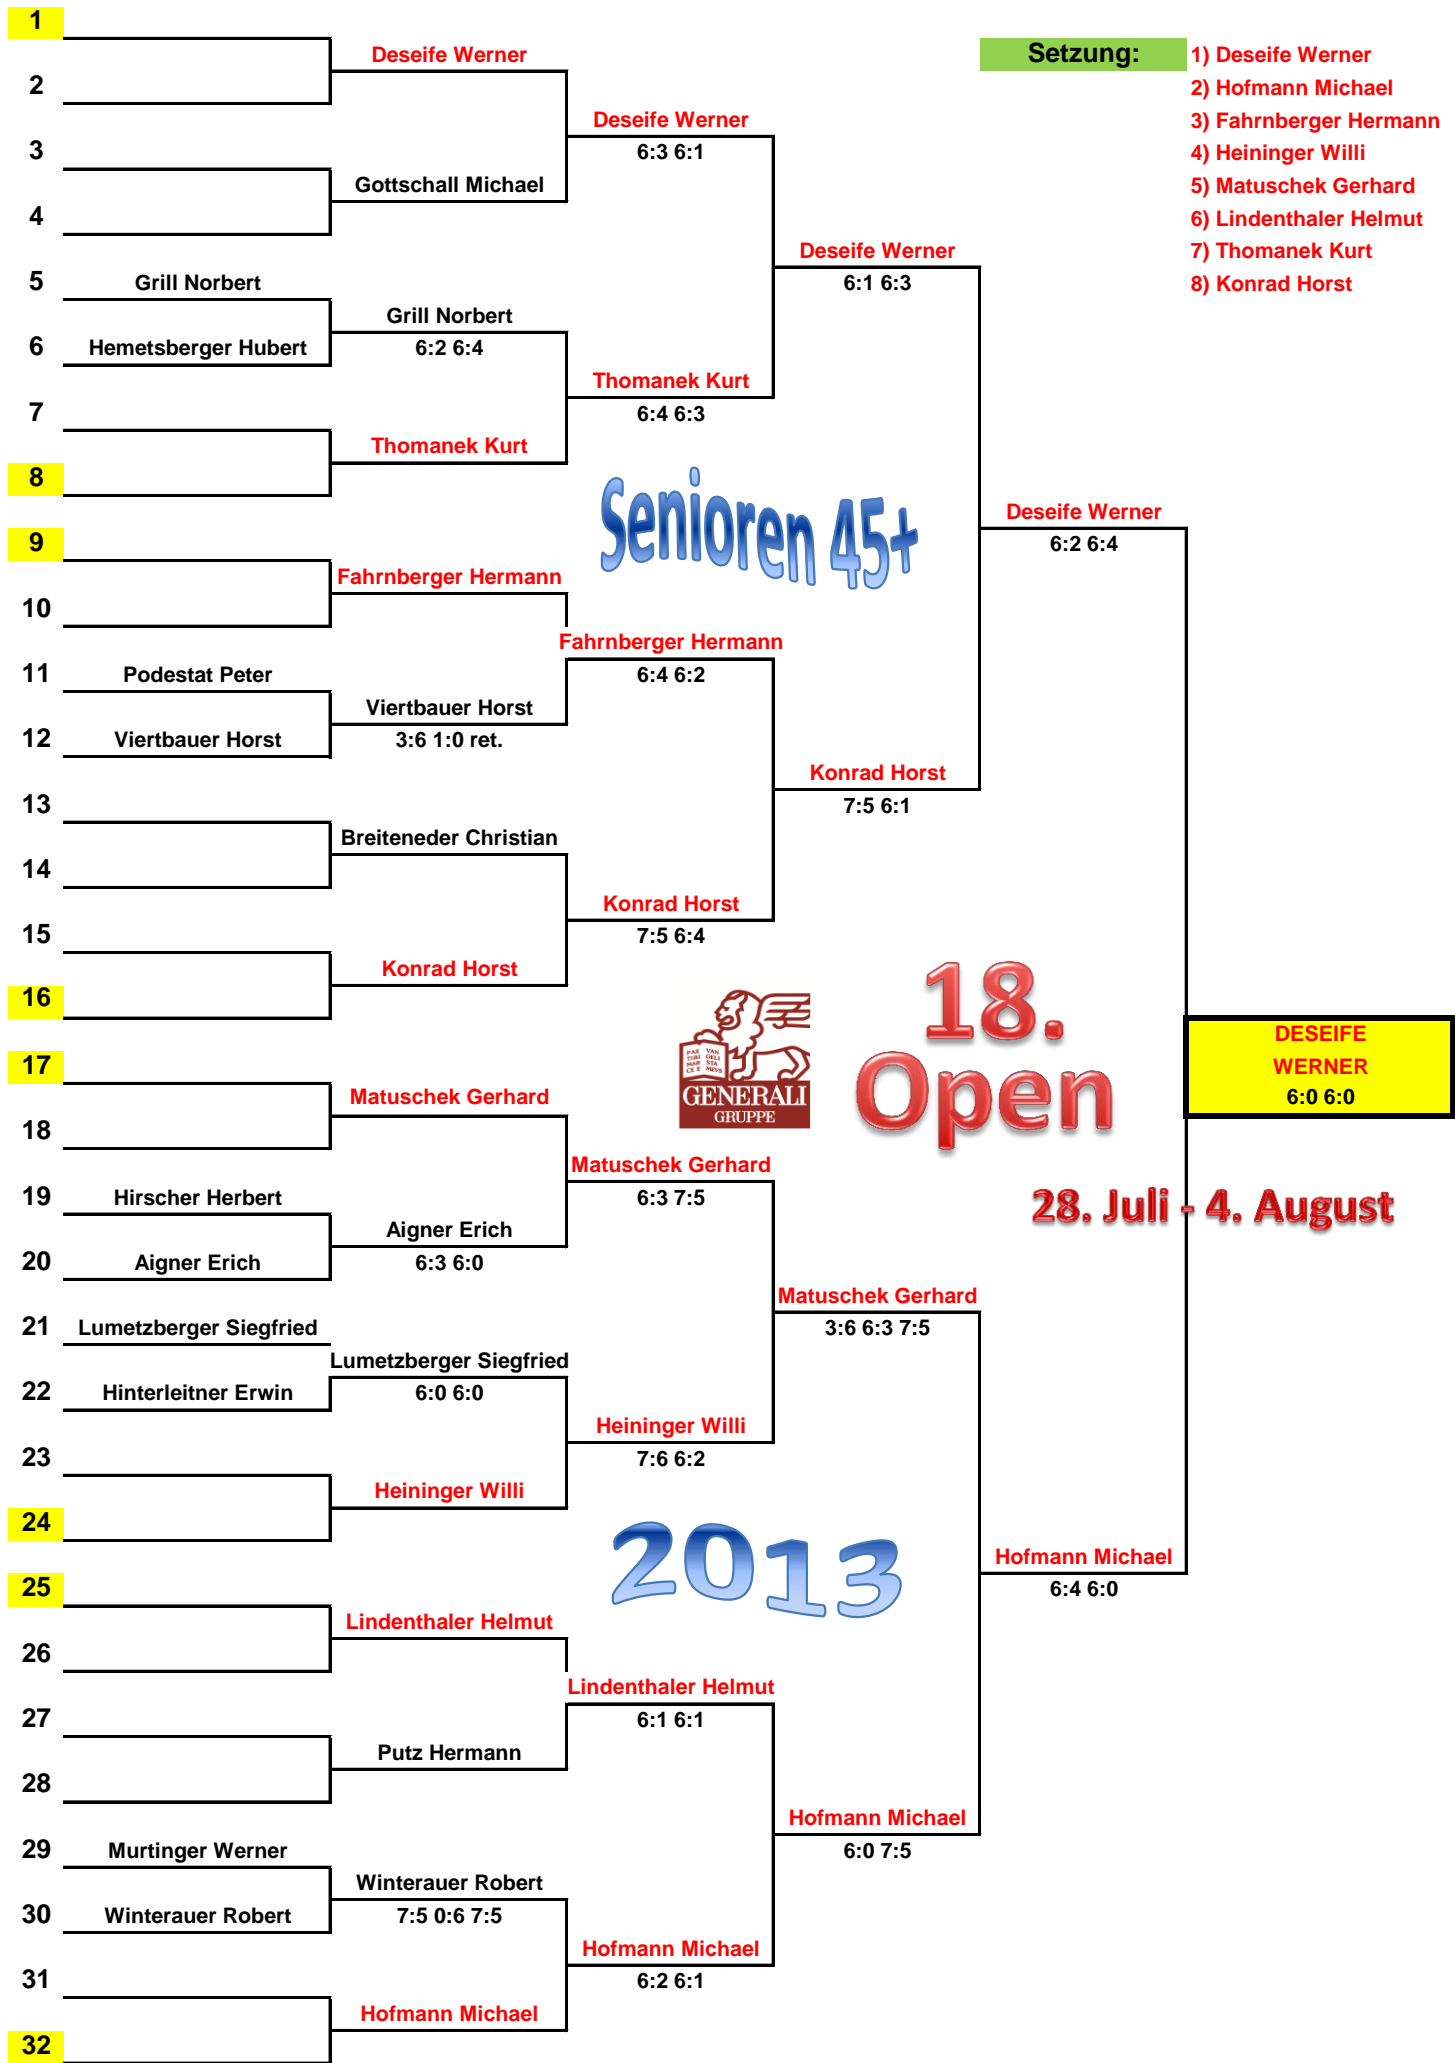 1
Deseife Werner
Setzung:
1) Deseife Werner
2
2) Hofmann Michael
Deseife Werner
3) Fahrnberger Hermann
3
6:3 6:1
4) Heininger Willi
Gottschall Michael
5) Matuschek Gerhard
4
6) Lindenthaler Helmut
Deseife Werner
7) Thomanek Kurt
5
Grill Norbert
6:1 6:3
8) Konrad Horst
Grill Norbert
6
Hemetsberger Hubert
6:2 6:4
Thomanek Kurt
7
6:4 6:3
Thomanek Kurt
8
Senioren 45+
Deseife Werner
9
6:2 6:4
Fahrnberger Hermann
10
Fahrnberger Hermann
11
Podestat Peter
6:4 6:2
Viertbauer Horst
12
Viertbauer Horst
3:6 1:0 ret.
Konrad Horst
13
7:5 6:1
Breiteneder Christian
14
Konrad Horst
15
7:5 6:4
Konrad Horst
16
18.
Open
PAX VAN
TIBI GELI
MAR STA
CE E MEVS
GENERALI
GRUPPE
DESEIFE
WERNER
6:0 6:0
17
Matuschek Gerhard
18
Matuschek Gerhard
19
Hirscher Herbert
6:3 7:5
28. Juli - 4. August
Aigner Erich
20
Aigner Erich
6:3 6:0
Matuschek Gerhard
21
Lumetzberger Siegfried
3:6 6:3 7:5
Lumetzberger Siegfried
22
Hinterleitner Erwin
6:0 6:0
Heininger Willi
23
7:6 6:2
Heininger Willi
24
2013
Hofmann Michael
25
6:4 6:0
Lindenthaler Helmut
26
Lindenthaler Helmut
27
6:1 6:1
Putz Hermann
28
Hofmann Michael
29
Murtinger Werner
6:0 7:5
Winterauer Robert
30
Winterauer Robert
7:5 0:6 7:5
Hofmann Michael
31
6:2 6:1
Hofmann Michael
32